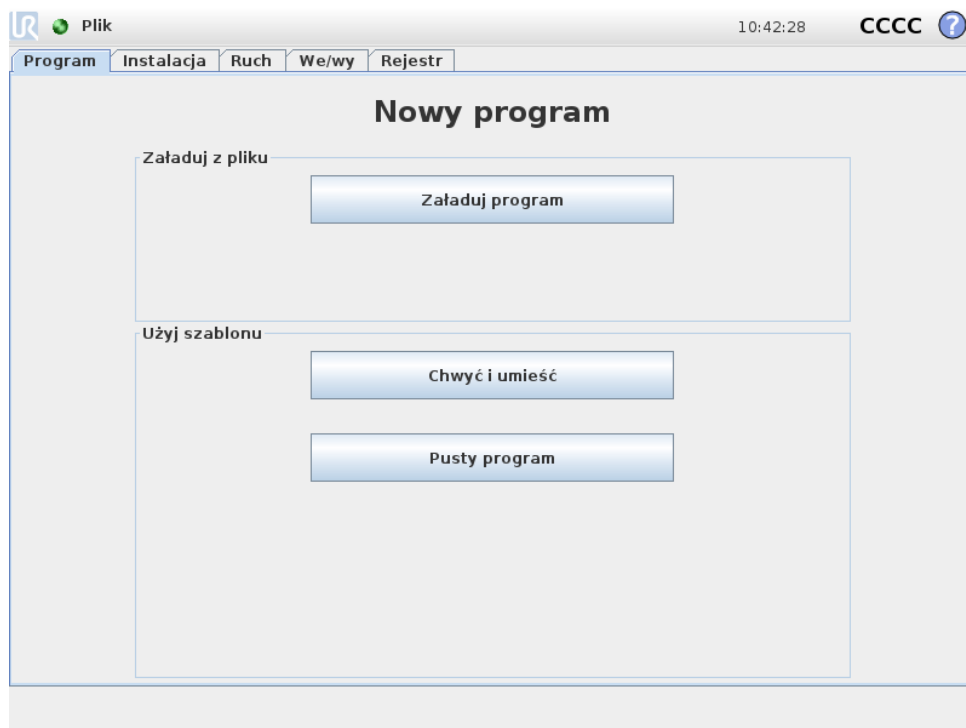 UR Plik 10:42:28 CCCC ?
Program Instalacja Ruch We/wy Rejestr
Nowy program
Załaduj z pliku
Załaduj program
Użyj szablonu
Chwyć i umieść
Pusty program